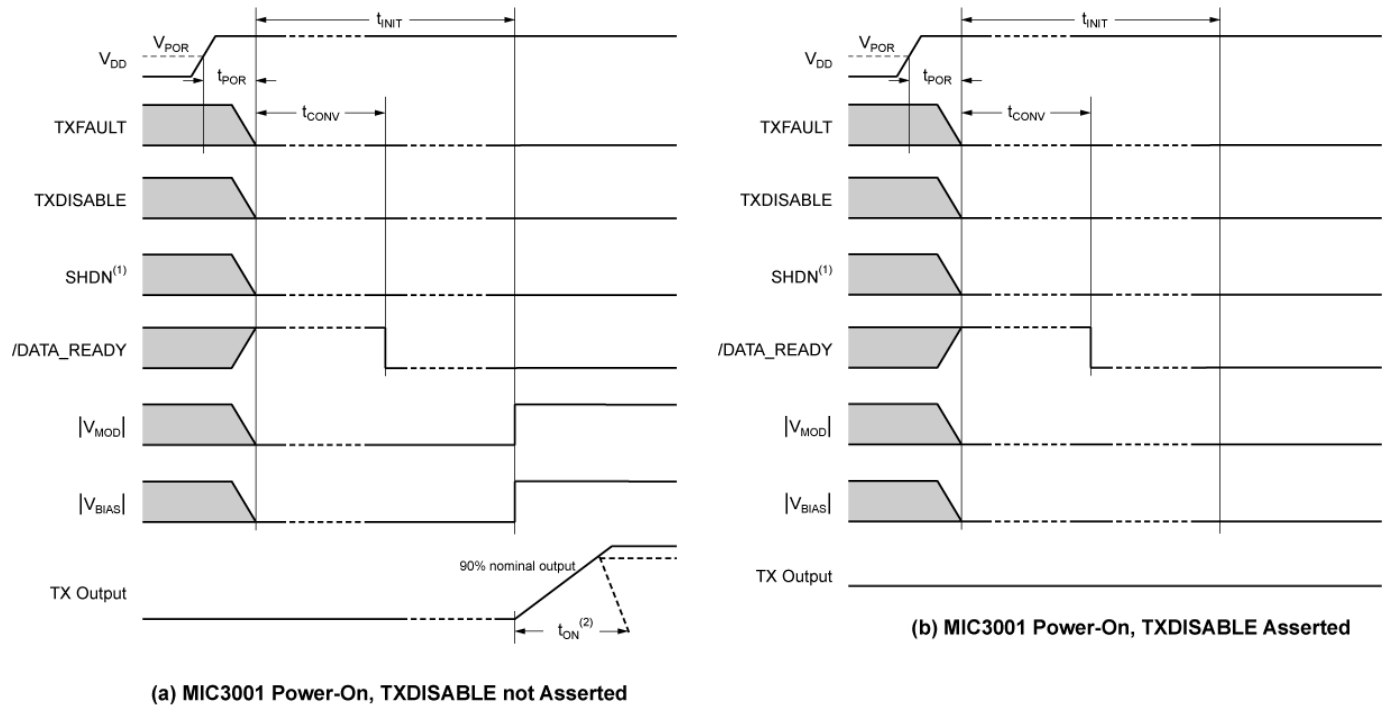 tINIT
VPOR
VDD
tPOR
tCONV
TXFAULT
TXDISABLE
SHDN(1)
/DATA_READY
|VMOD|
|VBIAS|
90% nominal output
TX Output
tON(2)
(a) MIC3001 Power-On, TXDISABLE not Asserted
tINIT
VPOR
VDD
tPOR
tCONV
TXFAULT
TXDISABLE
SHDN(1)
/DATA_READY
|VMOD|
|VBIAS|
TX Output
(b) MIC3001 Power-On, TXDISABLE Asserted